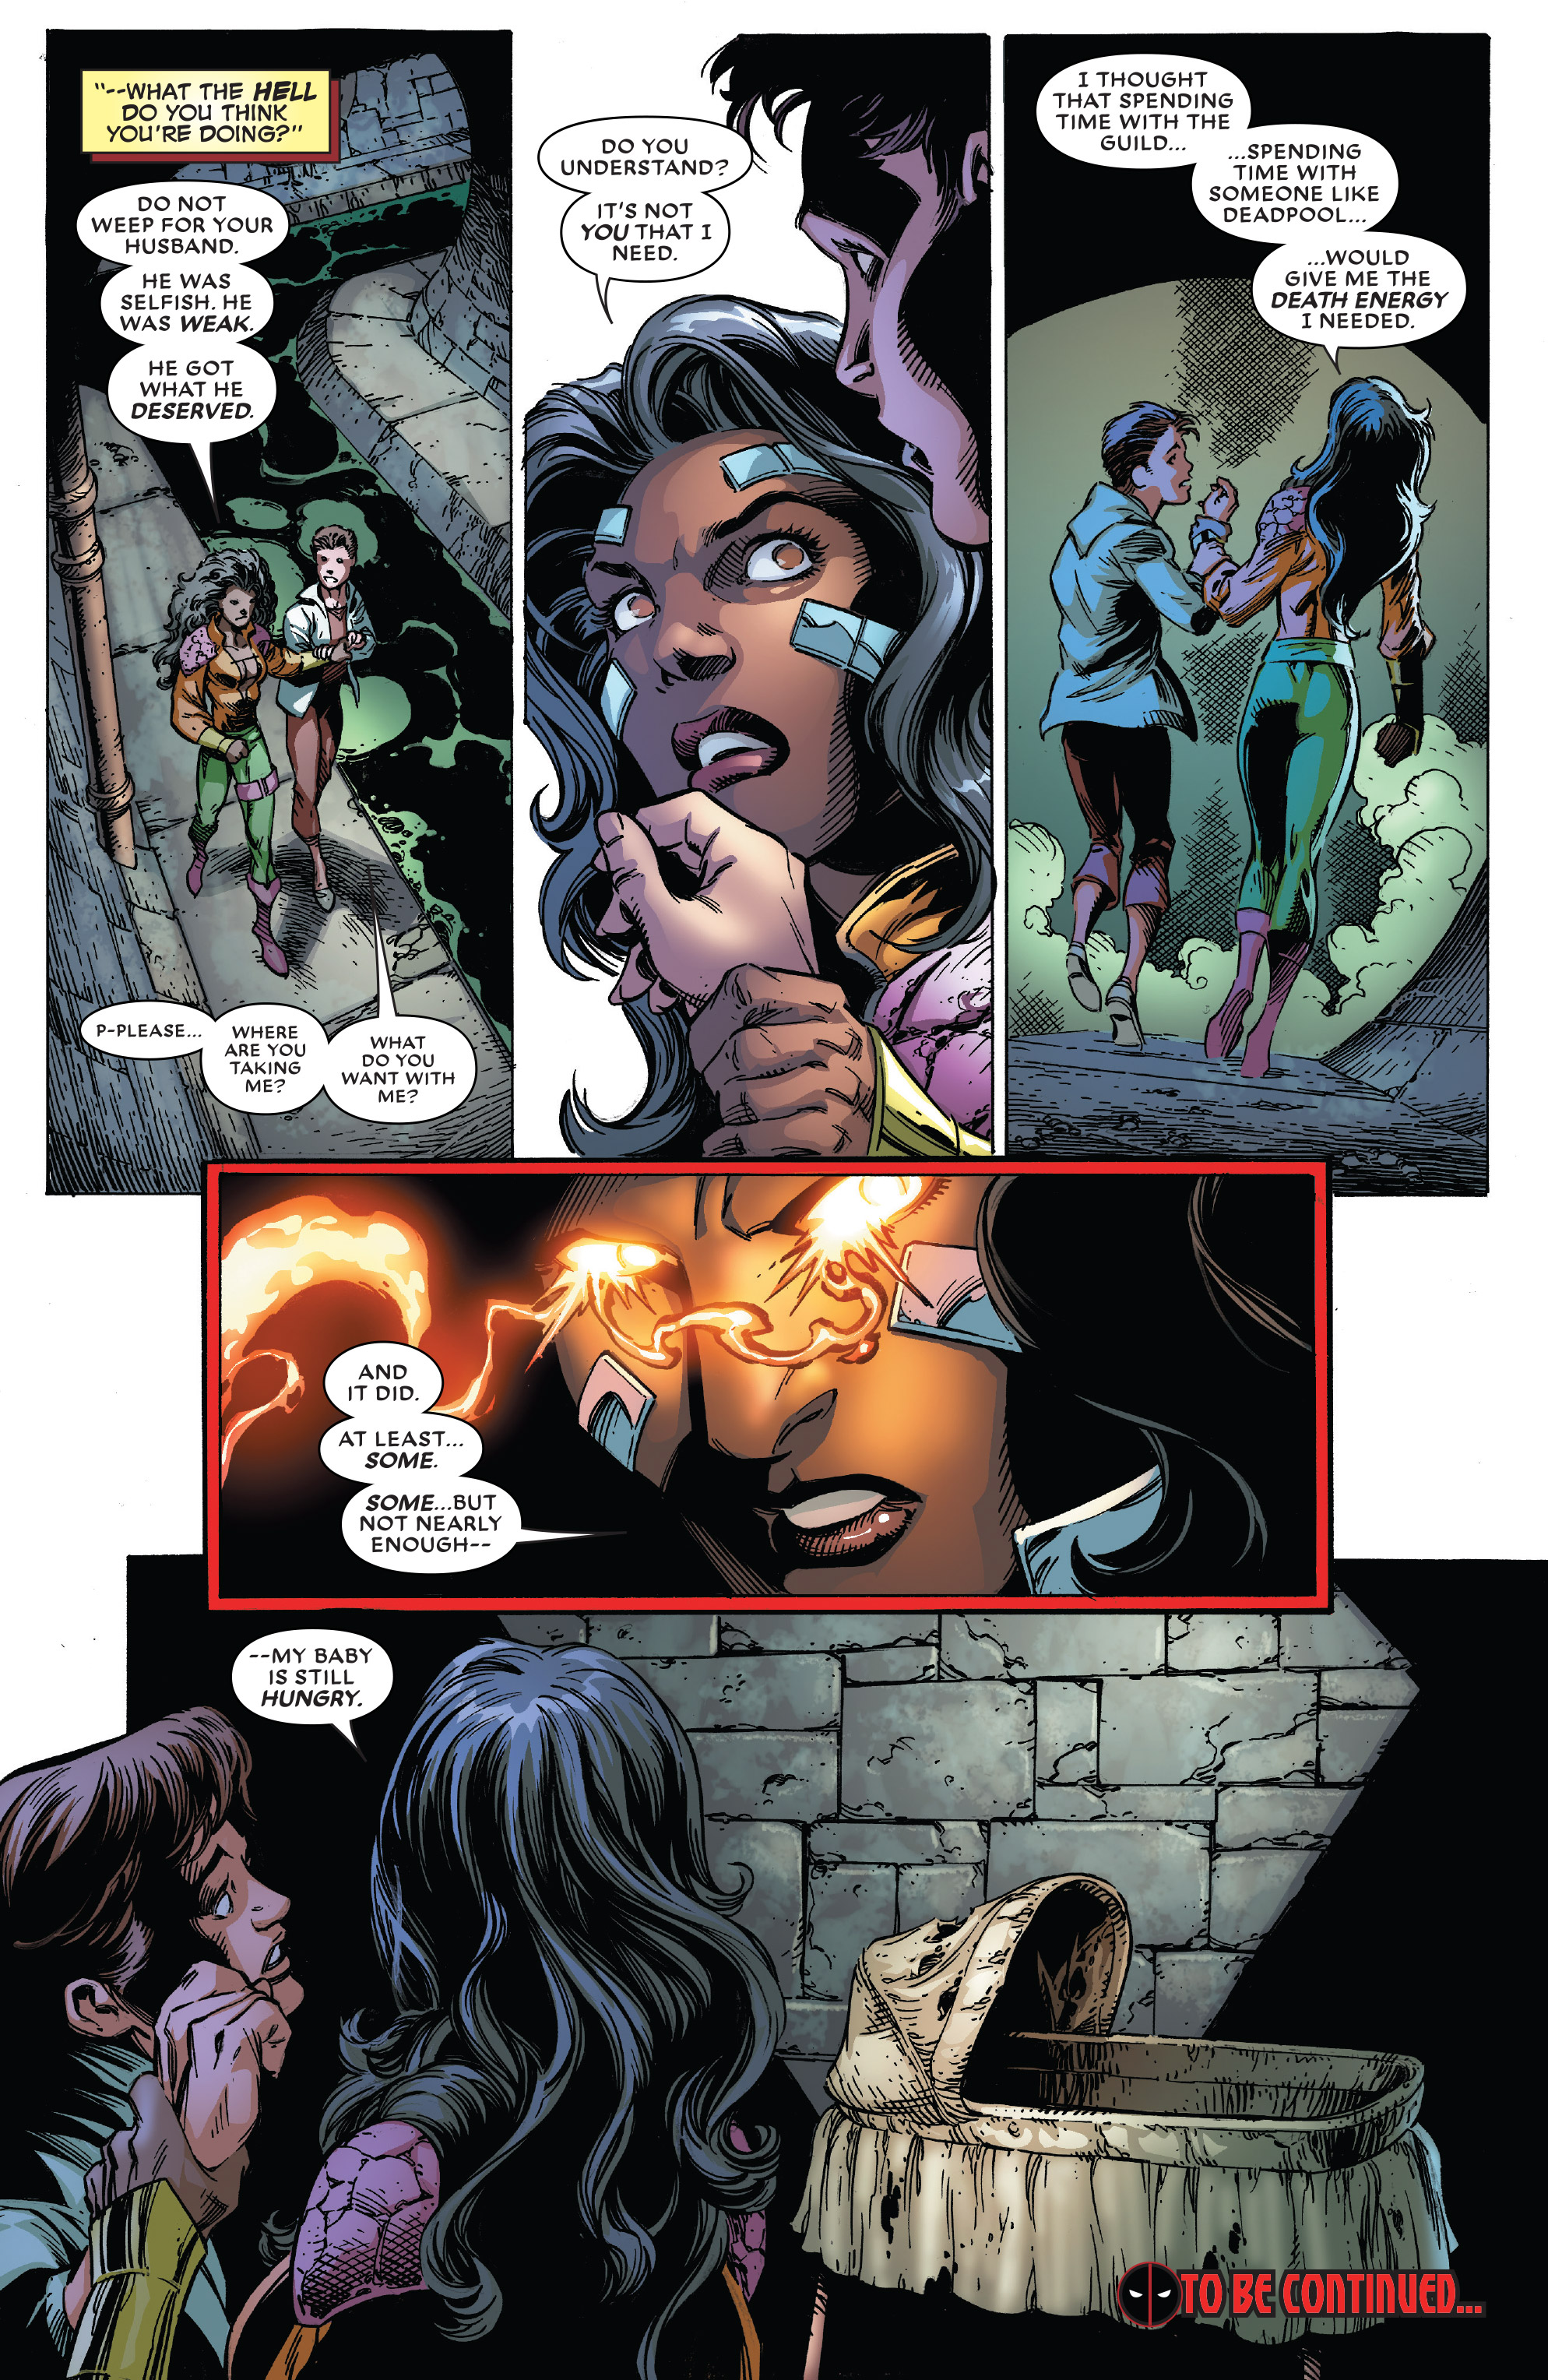 "--WHAT THE HELL
DO YOU THINK
YOU'RE DOING?"
DO NOT
WEEP FOR YOUR
HUSBAND.
HE WAS
SELFISH. HE
WAS WEAK.
HE GOT
WHAT HE
DESERVED.
P-PLEASE...
WHERE
ARE YOU
TAKING
ME?
WHAT
DO YOU
WANT WITH
ME?
DO YOU
UNDERSTAND?
IT'S NOT
YOU THAT I
NEED.
I THOUGHT
THAT SPENDING
TIME WITH THE
GUILD...
...SPENDING
TIME WITH
SOMEONE LIKE
DEADPOOL...
...WOULD
GIVE ME THE
DEATH ENERGY
I NEEDED.
AND
IT DID.
AT LEAST...
SOME.
SOME...BUT
NOT NEARLY
ENOUGH--
--MY BABY
IS STILL
HUNGRY.
TO BE CONTINUED...